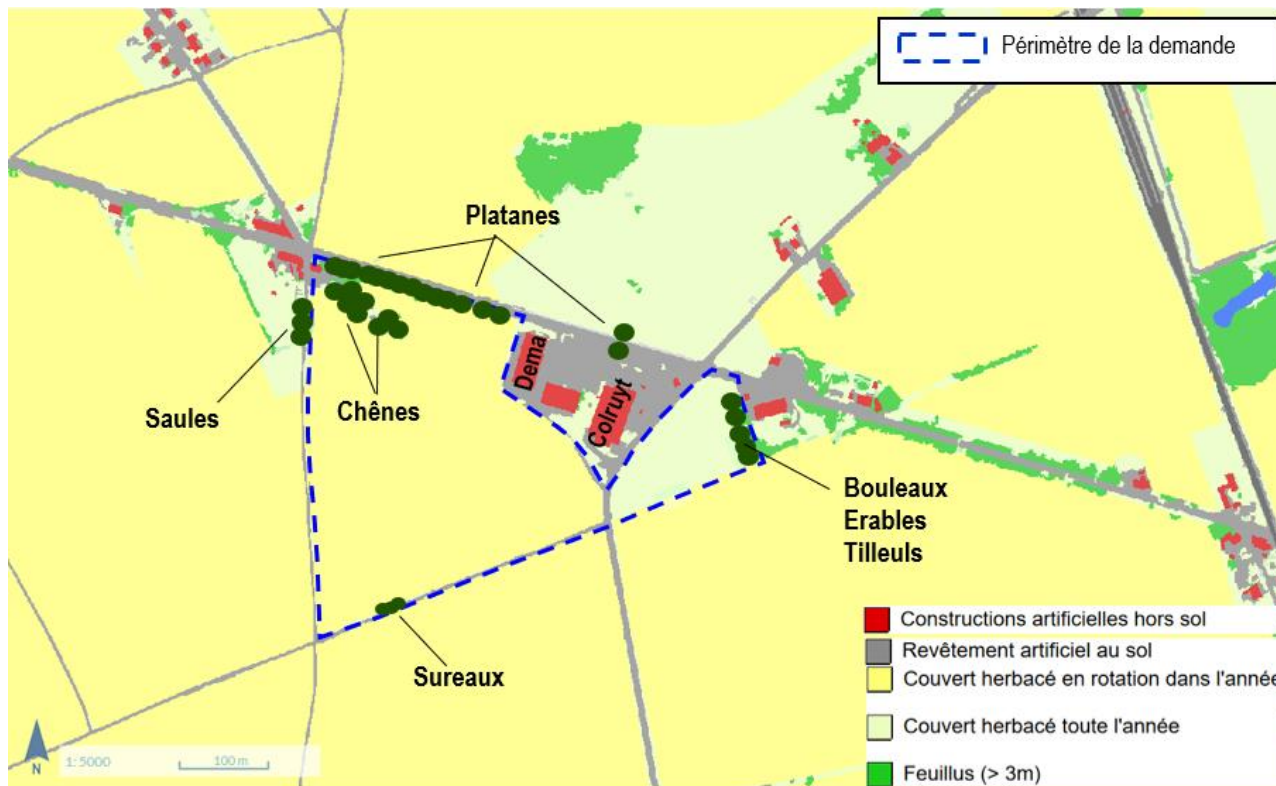 Périmètre de la demande
Platanes
Dema
Colruyt
Saules
Chênes
Bouleaux
Erables
Tilleuls
Sureaux
Constructions artificielles hors sol
Revêtement artificiel au sol
Couvert herbacé en rotation dans l'année
Couvert herbacé toute l'année
Feuillus (> 3m)
N
1:5000
100 m